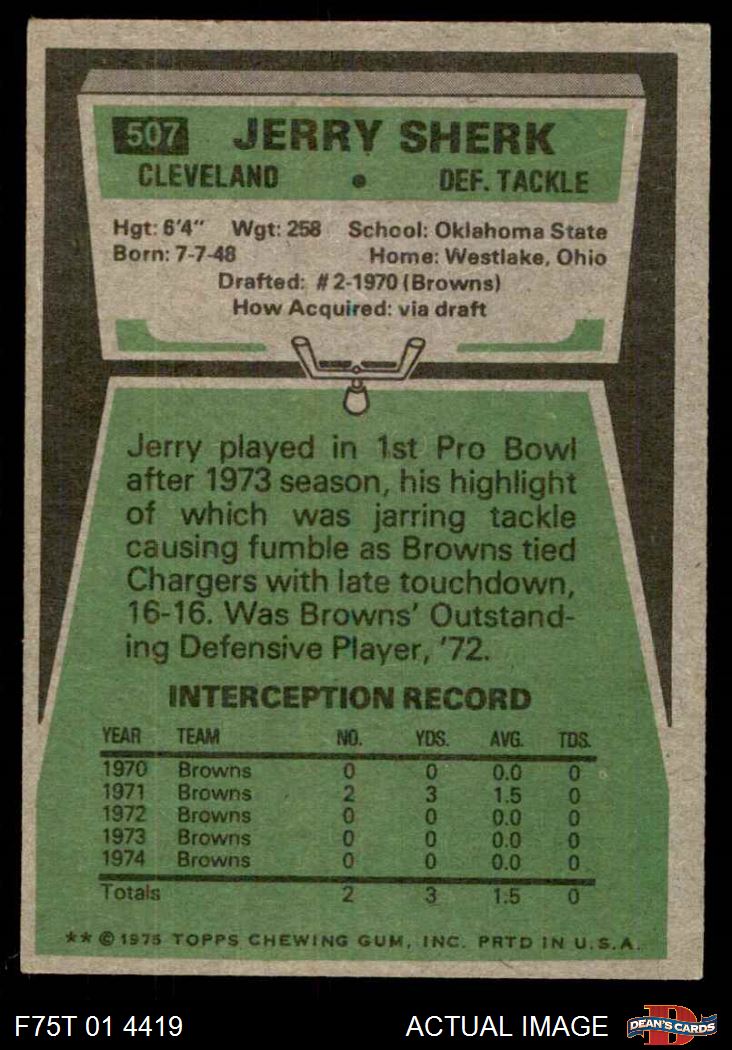 507 JERRY SHERK
CLEVELAND • DEF. TACKLE
Hgt: 6'4" Wgt: 258 School: Oklahoma State
Born: 7-7-48 Home: Westlake, Ohio
Drafted: #2-1970 (Browns)
How Acquired: via draft
Jerry played in 1st Pro Bowl
after 1973 season, his highlight
of which was jarring tackle
causing fumble as Browns tied
Chargers with late touchdown,
16-16. Was Browns' Outstand-
ing Defensive Player, '72.
INTERCEPTION RECORD
YEAR TEAM NO. YDS. AVG. TDS.
1970 Browns 0 0 0.0 0
1971 Browns 2 3 1.5 0
1972 Browns 0 0 0.0 0
1973 Browns 0 0 0.0 0
1974 Browns 0 0 0.0 0
Totals 2 3 1.5 0
** © 1975 TOPPS CHEWING GUM, INC. PRTD IN U.S.A.
F75T 01 4419 ACTUAL IMAGE D DEAN'S CARDS